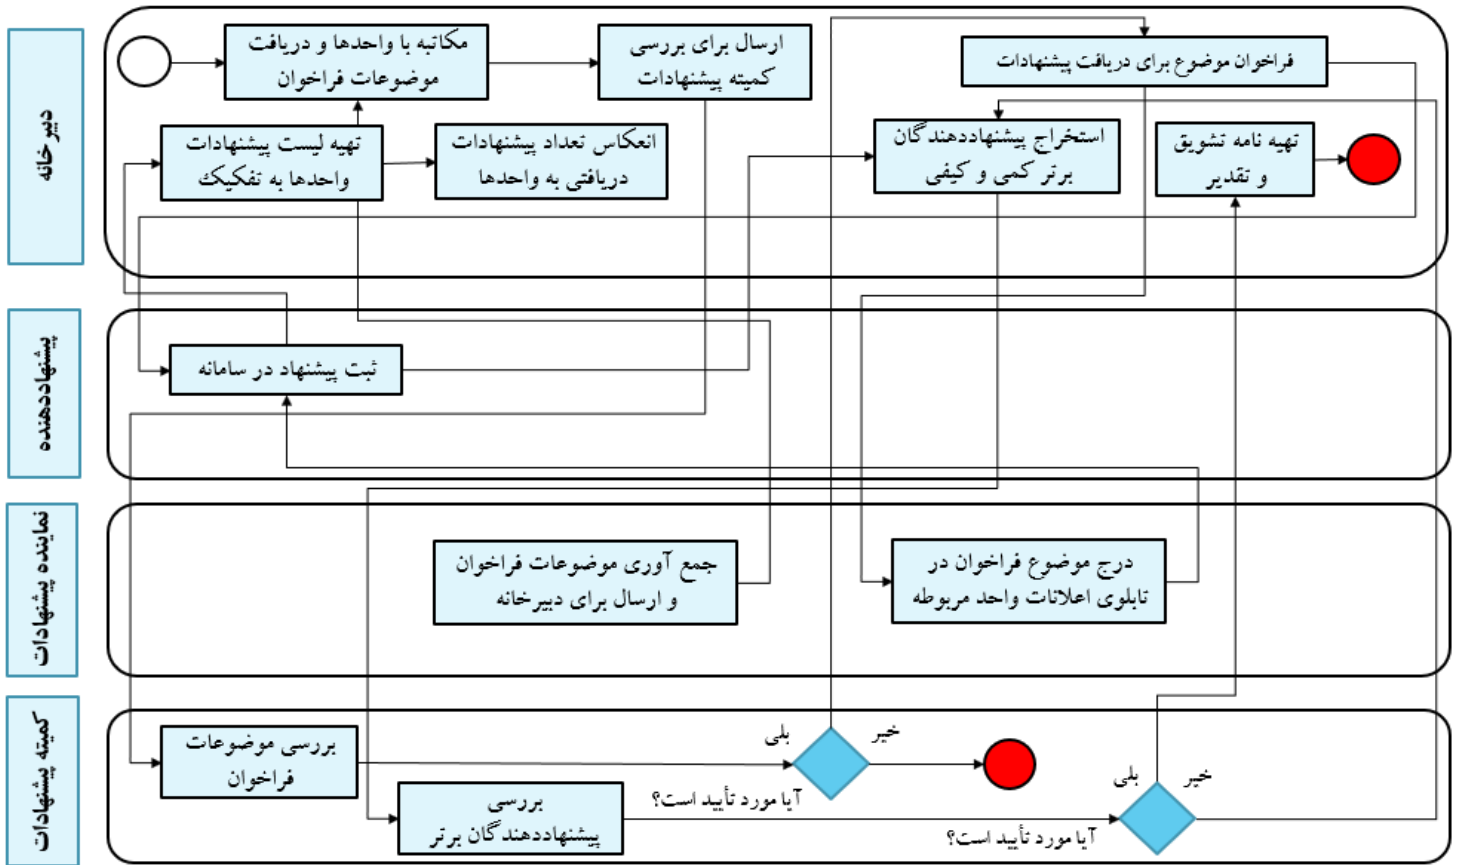 دبیرخانه
مکاتبه با واحدها و دریافت
موضوعات فراخوان
ارسال برای بررسی
کمیته پیشنهادات
فراخوان موضوع برای دریافت پیشنهادات
تهیه لیست پیشنهادات
واحدها به تفکیک
انعکاس تعداد پیشنهادات
دریافتی به واحدها
استخراج پیشنهاددهندگان
برتر کمی و کیفی
تهیه نامه تشویق
و تقدیر
پیشنهاددهنده
ثبت پیشنهاد در سامانه
نماینده پیشنهادات
جمع آوری موضوعات فراخوان
و ارسال برای دبیرخانه
درج موضوع فراخوان در
تابلوی اعلانات واحد مربوطه
کمیته پیشنهادات
بررسی موضوعات
فراخوان
بلی
خیر
آیا مورد تأیید است؟
بررسی
پیشنهاددهندگان برتر
بلی
خیر
آیا مورد تأیید است؟